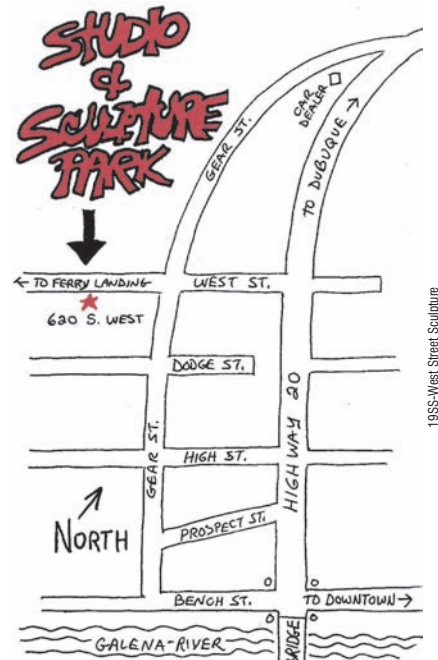 STUDIO
&
SCULPTURE
PARK
GEAR ST.
CAR
DEALER
TO DUBUQUE →
← TO FERRY LANDING
WEST ST.
620 S. WEST
DODGE ST.
HIGHWAY 20
GEAR ST.
HIGH ST.
NORTH
PROSPECT ST.
BENCH ST.
TO DOWNTOWN →
GALENA-RIVER
BRIDGE
19SS-West Street Sculpture